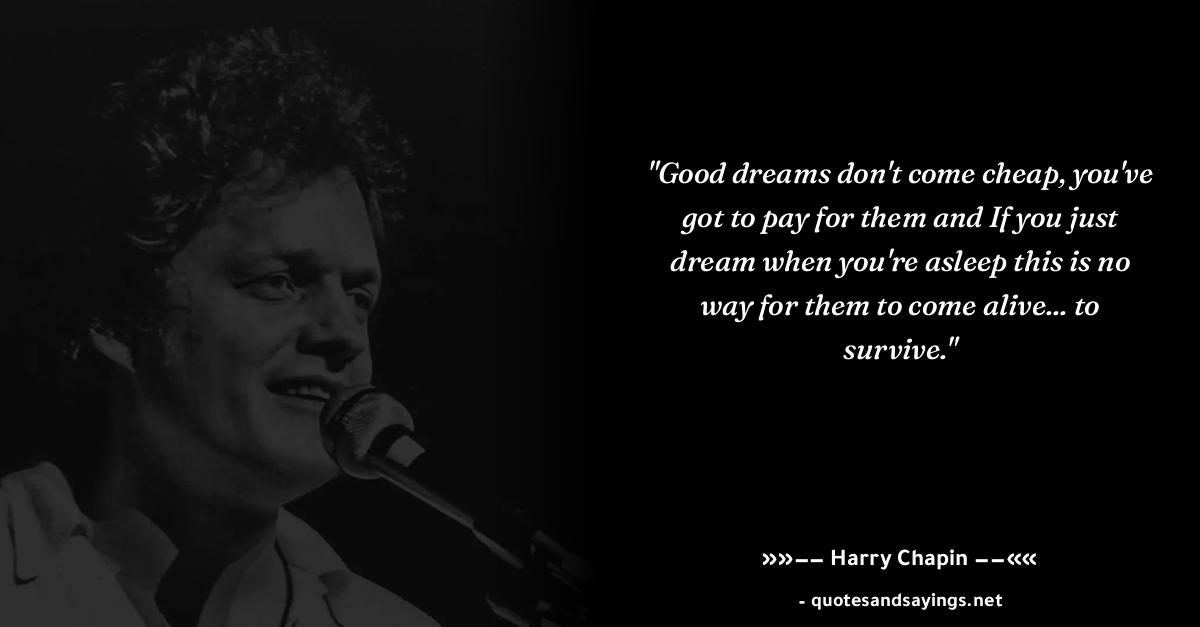 "Good dreams don't come cheap, you've
got to pay for them and If you just
dream when you're asleep this is no
way for them to come alive... to
survive."
»»–– Harry Chapin ––««
- quotesandsayings.net